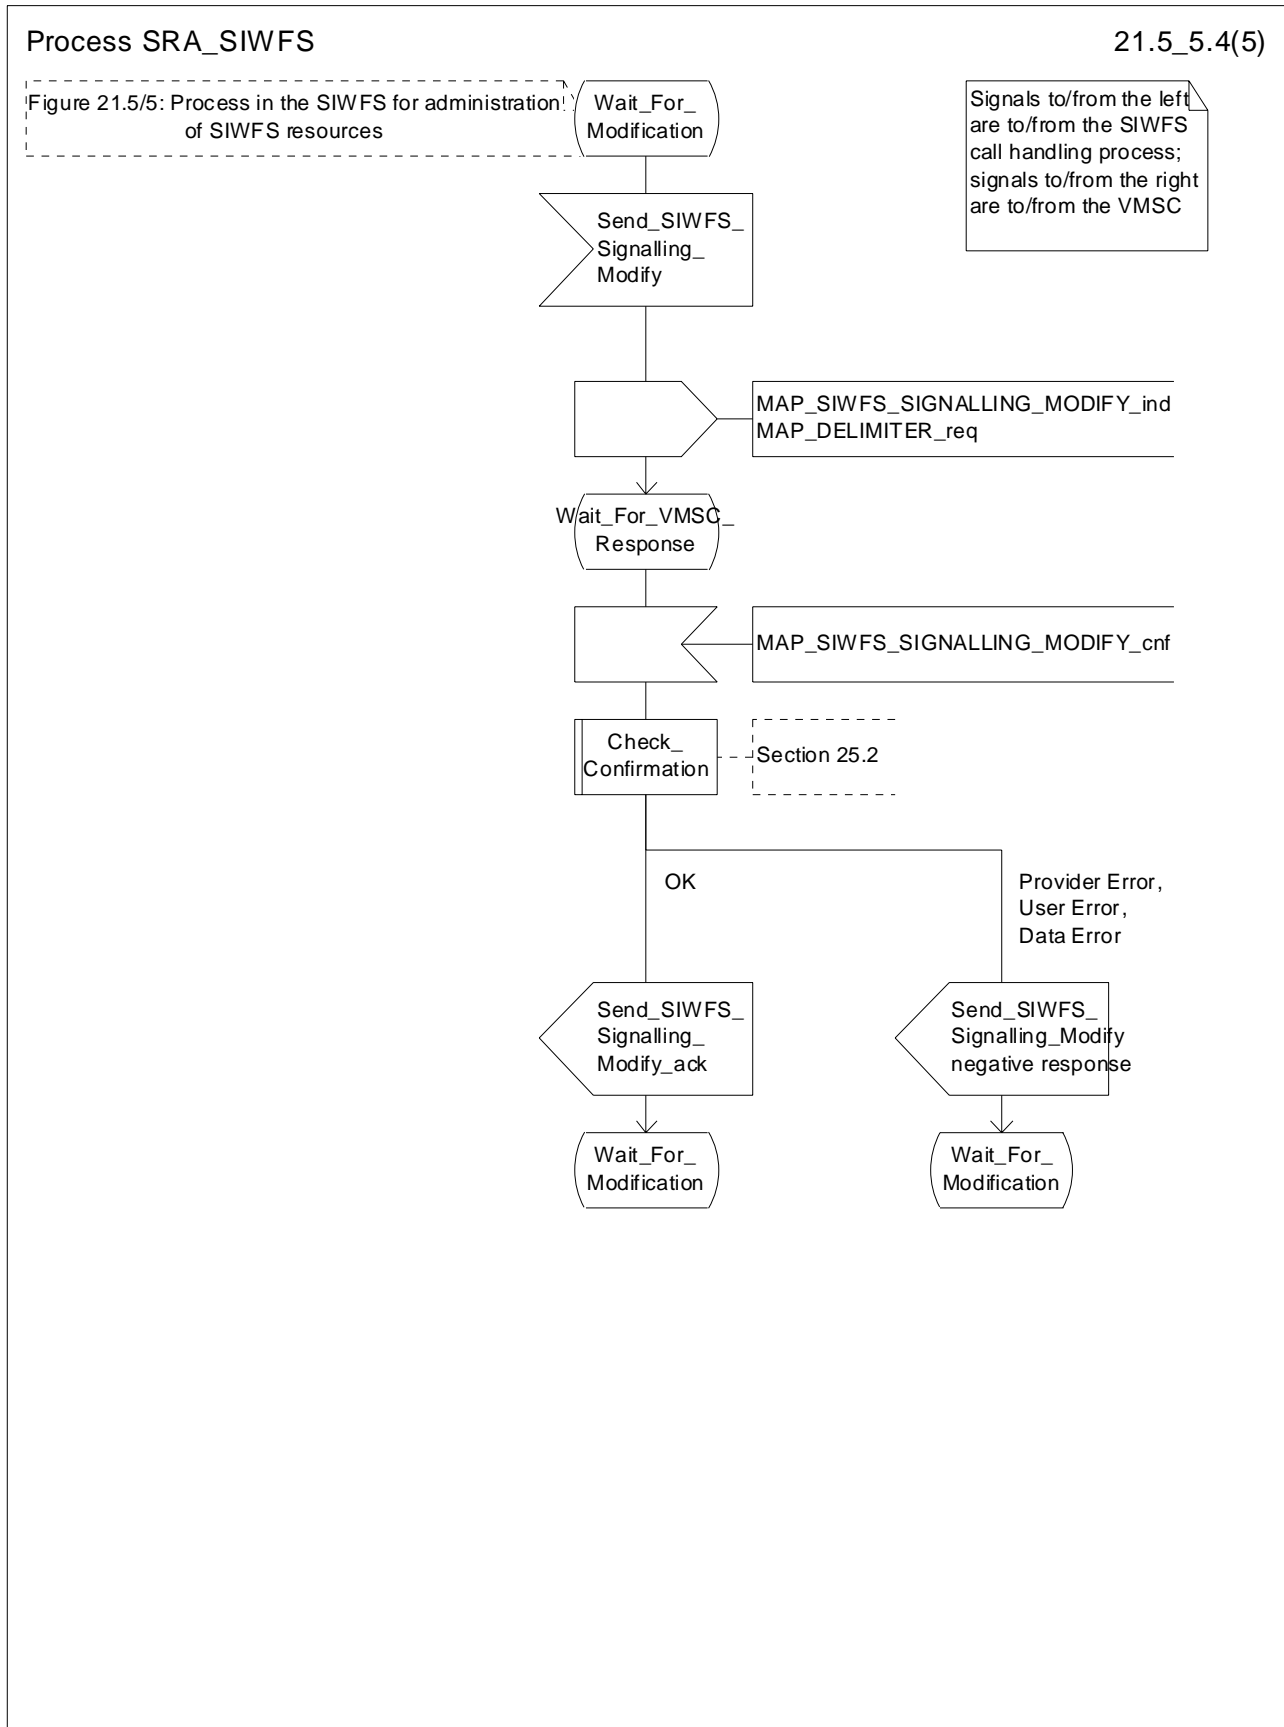 Process SRA_SIWFS
21.5_5.4(5)
Figure 21.5/5: Process in the SIWFS for administration
of SIWFS resources
Wait_For_
Modification
Signals to/from the left
are to/from the SIWFS
call handling process;
signals to/from the right
are to/from the VMSC
Send_SIWFS_
Signalling_
Modify
MAP_SIWFS_SIGNALLING_MODIFY_ind
MAP_DELIMITER_req
Wait_For_VMSC_
Response
MAP_SIWFS_SIGNALLING_MODIFY_cnf
Check_
Confirmation
Section 25.2
OK
Provider Error,
User Error,
Data Error
Send_SIWFS_
Signalling_
Modify_ack
Send_SIWFS_
Signalling_Modify
negative response
Wait_For_
Modification
Wait_For_
Modification